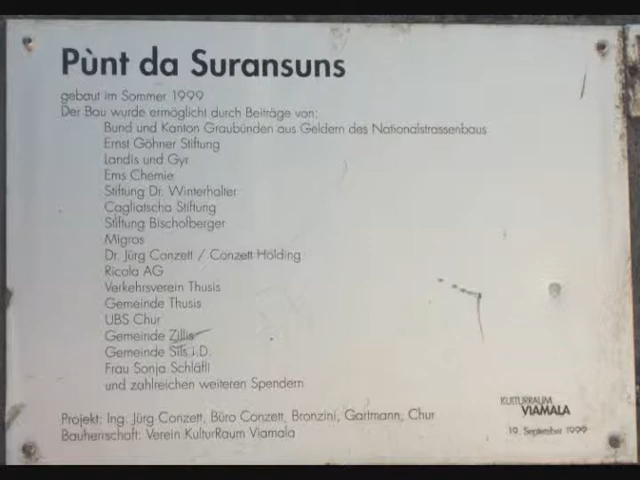 Pùnt da Suransuns
gebaut im Sommer 1999
Der Bau wurde ermöglicht durch Beiträge von:
Bund und Kanton Graubünden aus Geldern des Nationalstrassenbaus
Ernst Göhner Stiftung
Landis und Gyr
Ems Chemie
Stiftung Dr. Winterhalter
Cagliatscha Stiftung
Stiftung Bischofberger
Migros
Dr. Jürg Conzett / Conzett Holding
Ricola AG
Verkehrsverein Thusis
Gemeinde Thusis
UBS Chur
Gemeinde Zillis
Gemeinde Sils i.D.
Frau Sonja Schläfli
und zahlreichen weiteren Spendern
Projekt: Ing. Jürg Conzett, Büro Conzett, Bronzini, Gartmann, Chur
Bauherrschaft: Verein KulturRaum Viamala
KULTURRAUM
VIAMALA
19. September 1999